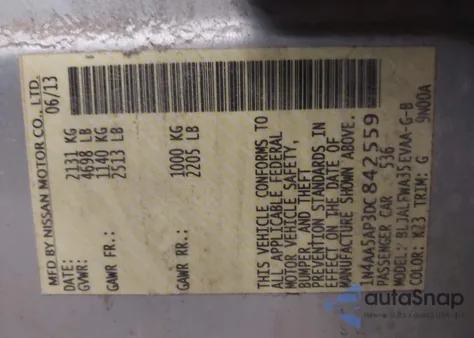 MFD BY NISSAN MOTOR CO., LTD.
DATE: 06/13
GVWR: 2131 KG
4698 LB
GAWR FR.: 1140 KG
2513 LB
GAWR RR.: 1000 KG
2205 LB
THIS VEHICLE CONFORMS TO
ALL APPLICABLE FEDERAL
MOTOR VEHICLE SAFETY,
BUMPER, AND THEFT
PREVENTION STANDARDS IN
EFFECT ON THE DATE OF
MANUFACTURE SHOWN ABOVE.
1N4AA5AP3DC842559
PASSENGER CAR 536
MODEL: BLJALFWA35EVAA-G-B
COLOR: K23 TRIM: G 9N00A
autoSnap